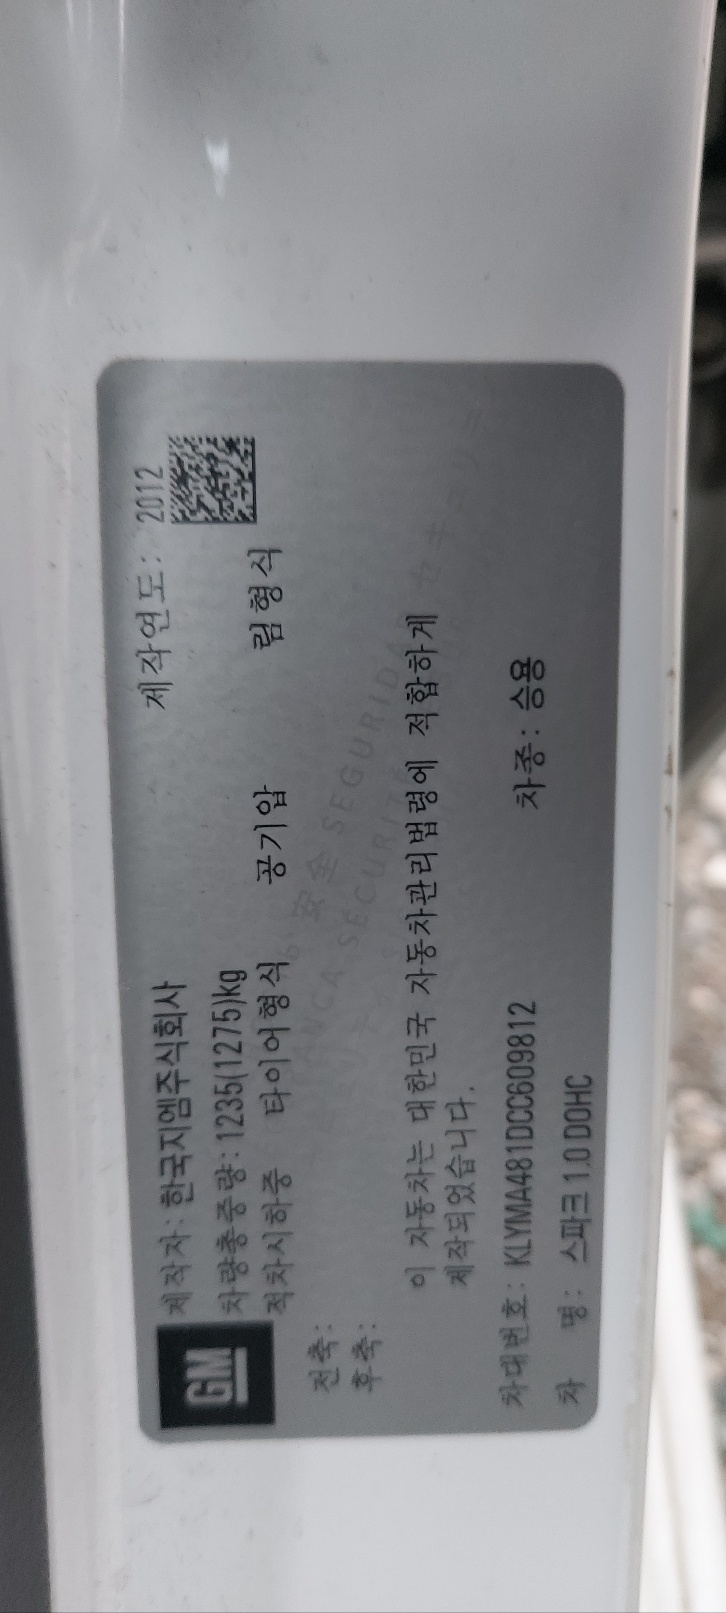 GM
제작자: 한국지엠주식회사 제작연도: 2012
차량총중량: 1235(1275)kg
적차시하중 타이어형식 공기압 림형식
전축:
후축:
이 자동차는 대한민국 자동차관리법령에 적합하게
제작되었습니다.
차대번호: KLYMA481DCC609812 차종: 승용
차 명: 스파크 1.0 DOHC